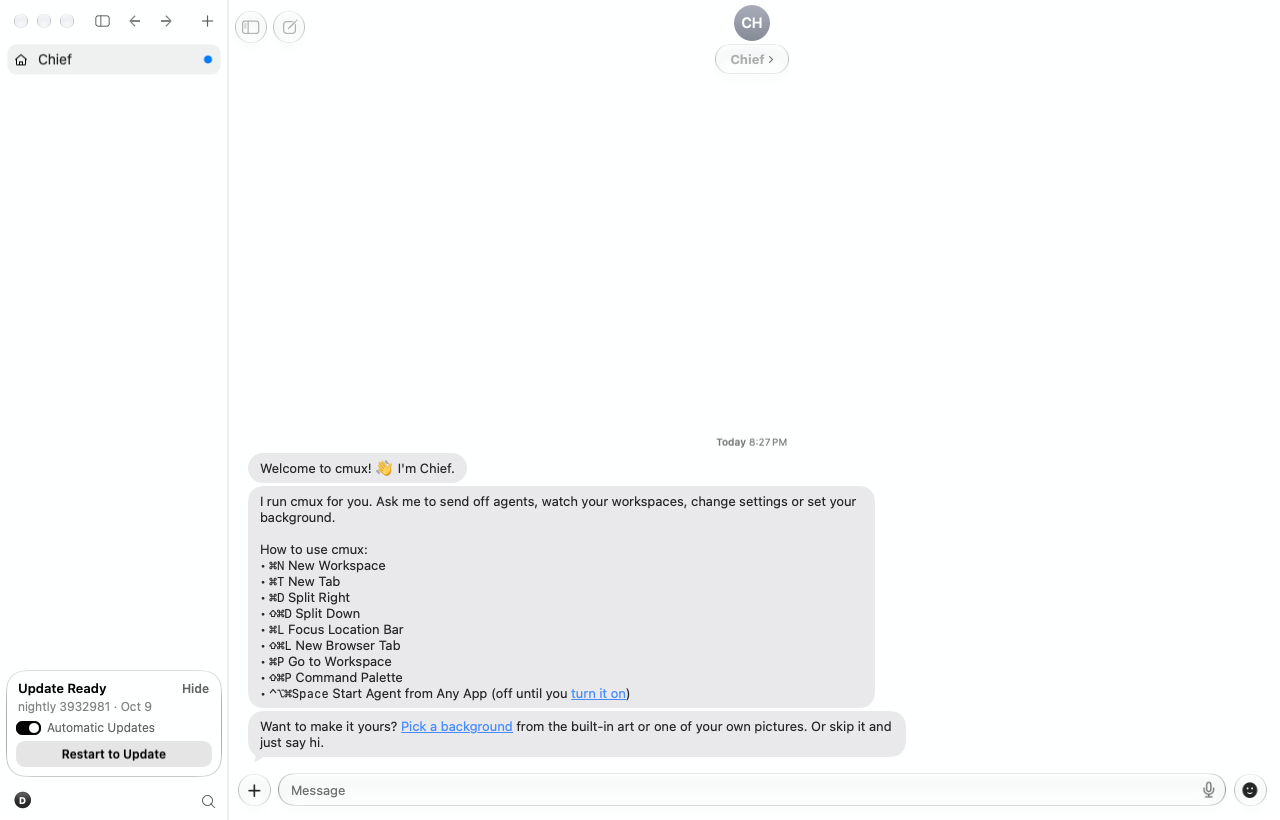 Chief
CH
Chief
Today 8:27 PM
Welcome to cmux! 👋 I'm Chief.
I run cmux for you. Ask me to send off agents, watch your workspaces, change settings or set your
background.
How to use cmux:
• ⌘N New Workspace
• ⌘T New Tab
• ⌘D Split Right
• ⇧⌘D Split Down
• ⌘L Focus Location Bar
• ⇧⌘L New Browser Tab
• ⌘P Go to Workspace
• ⇧⌘P Command Palette
• ^⌥⌘Space Start Agent from Any App (off until you turn it on)
Want to make it yours? Pick a background from the built-in art or one of your own pictures. Or skip it and
just say hi.
Update Ready Hide
nightly 3932981 · Oct 9
Automatic Updates
Restart to Update
D
Message